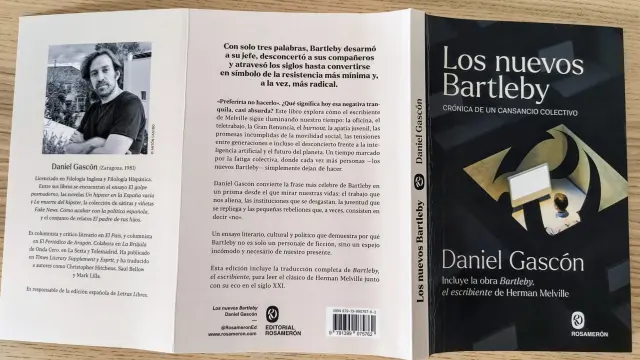 Daniel Gascón (Zaragoza, 1981)
Licenciado en Filología Inglesa y Filología Hispánica.
Entre sus libros se encuentran el ensayo El golpe
posmoderno, las novelas Un hipster en la España vacía
y La muerte del hipster, la colección de sátiras y viñetas
Fake News. Cómo acabar con la política española,
y el conjunto de relatos El padre de tus hijos.
Es columnista y crítico literario en El País, y columnista
en El Periódico de Aragón. Colabora en La Brújula
de Onda Cero, en La Sexta y Telemadrid. Ha publicado
en Times Literary Supplement y Esprit, y ha traducido
a autores como Christopher Hitchens, Saul Bellow
y Mark Lilla.
Es responsable de la edición española de Letras Libres.
Con solo tres palabras, Bartleby desarmó
a su jefe, desconcertó a sus compañeros
y atravesó los siglos hasta convertirse
en símbolo de la resistencia más mínima y,
a la vez, más radical.
«Preferiría no hacerlo». ¿Qué significa hoy esa negativa tran-
quila, casi absurda? Este libro explora cómo el escribiente
de Melville sigue iluminando nuestro tiempo: la oficina, el
teletrabajo, la Gran Renuncia, el burnout, la apatía juvenil, las
promesas incumplidas de la movilidad social, las tensiones
entre generaciones e incluso el desconcierto frente a la inte-
ligencia artificial y el futuro del planeta. Un tiempo marcado
por la fatiga colectiva, donde cada vez más personas —los
nuevos Bartleby— simplemente dejan de hacer.
Daniel Gascón convierte la frase más célebre de Bartleby en
un prisma desde el que mirar nuestras vidas: el trabajo que
nos aliena, las instituciones que se desgastan, la juventud que
se repliega y las pequeñas rebeliones que, a veces, consisten en
decir «no».
Un ensayo literario, cultural y político que demuestra por qué
Bartleby no es solo un personaje de ficción, sino un espejo
incómodo y necesario de nuestro presente.
Esta edición incluye la traducción completa de Bartleby,
el escribiente, para leer el clásico de Herman Melville junto
con su eco en el siglo XXI.
Los nuevos Bartleby
Daniel Gascón
@RosameronEd
www.rosameron.com
EDITORIAL
ROSAMERÓN
Los nuevos Bartleby
Daniel Gascón
Los nuevos
Bartleby
CRÓNICA DE UN CANSANCIO COLECTIVO
Daniel Gascón
Incluye la obra Bartleby,
el escribiente de Herman Melville
ROSAMERÓN